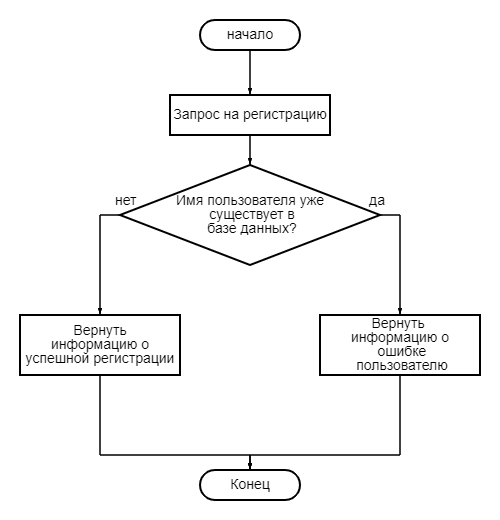 начало
Запрос на регистрацию
нет
Имя пользователя уже
существует в
базе данных?
да
Вернуть
информацию о
успешной регистрации
Вернуть
информацию о
ошибке
пользователю
Конец